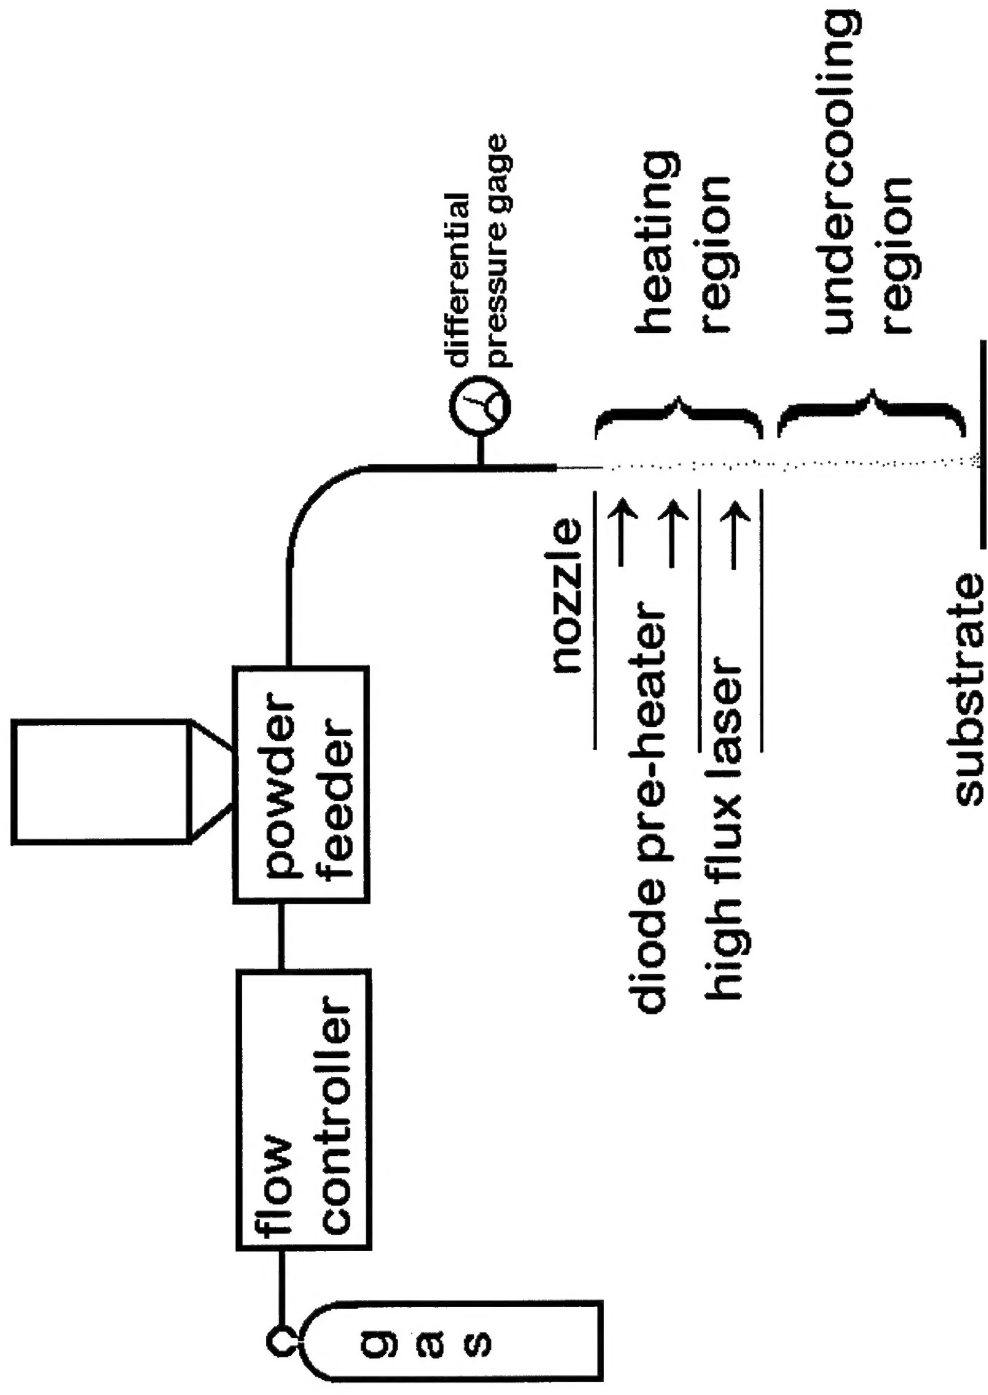 gas
flow
controller
powder
feeder
differential
pressure gage
nozzle
diode pre-heater
high flux laser
heating
region
undercooling
region
substrate